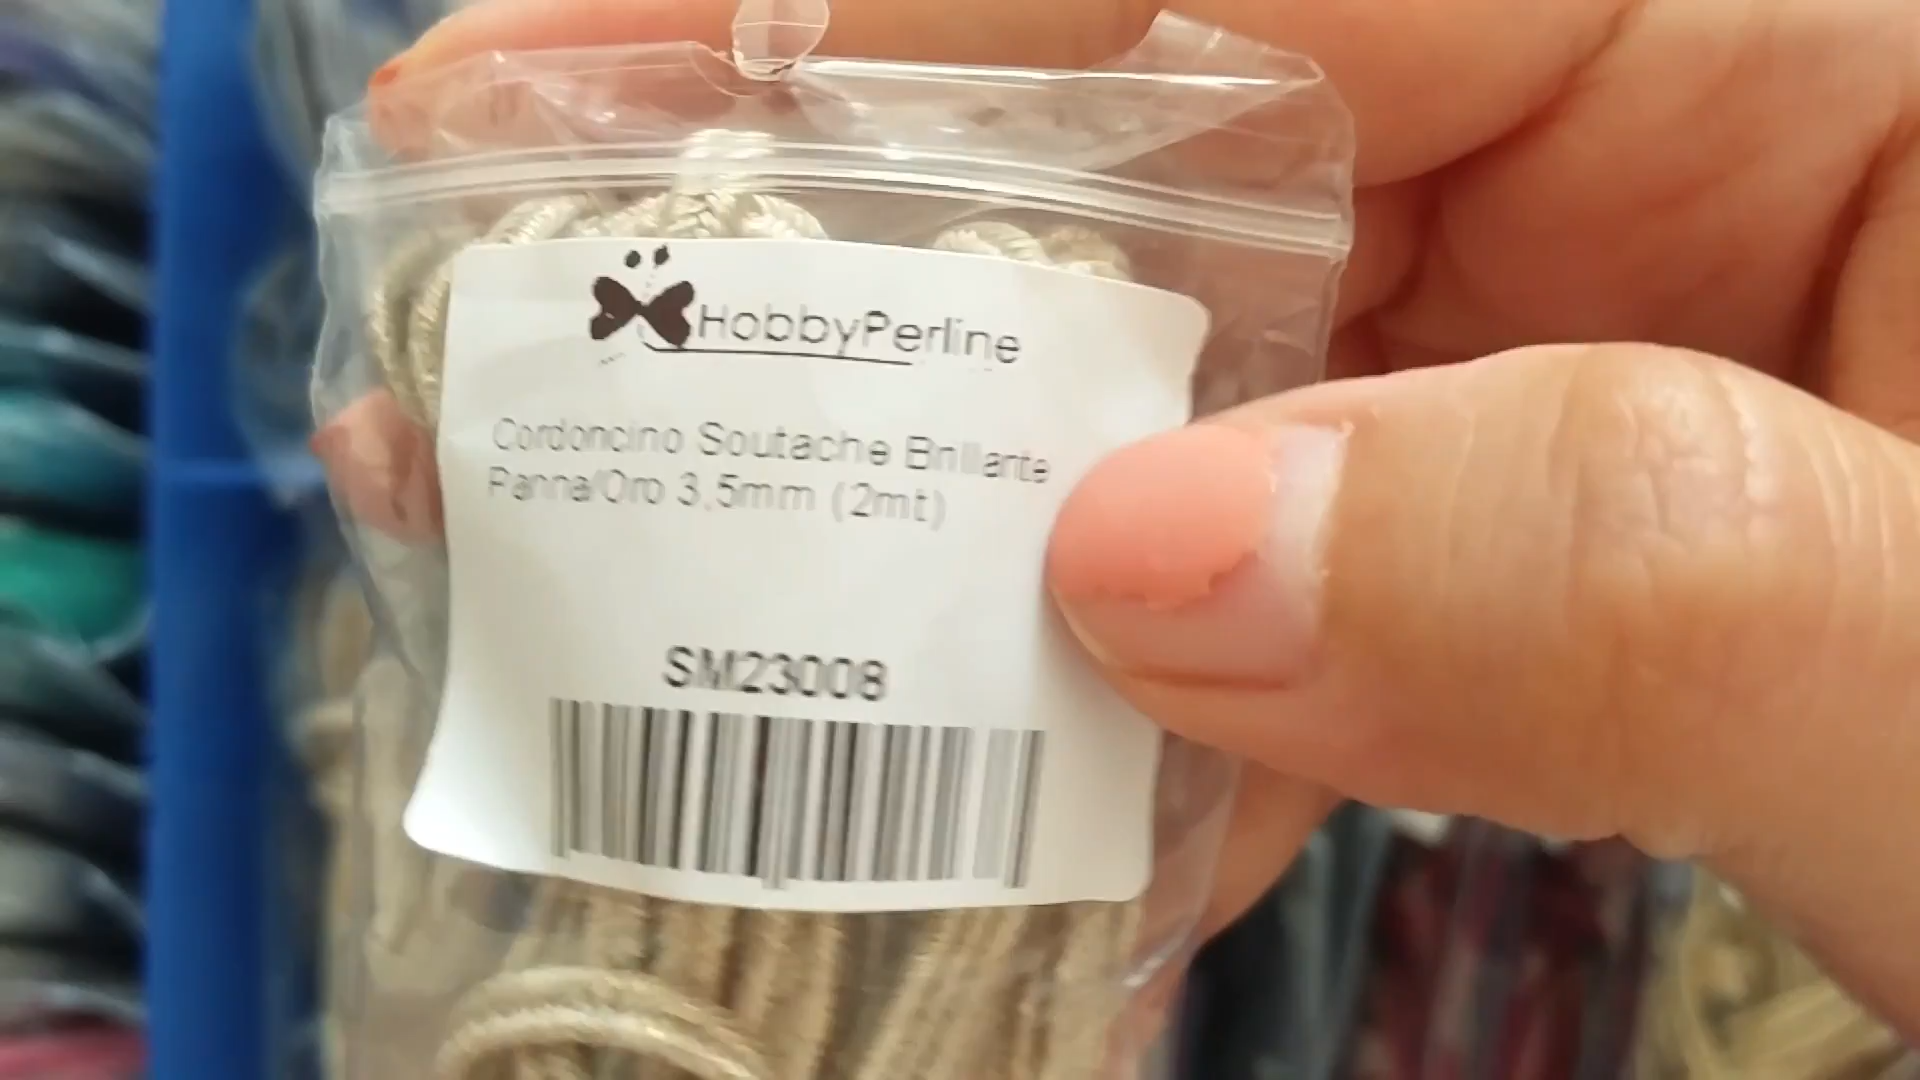 HobbyPerline
Cordoncino Soutache Brillante
Panna/Oro 3,5mm (2mt)
SM23008